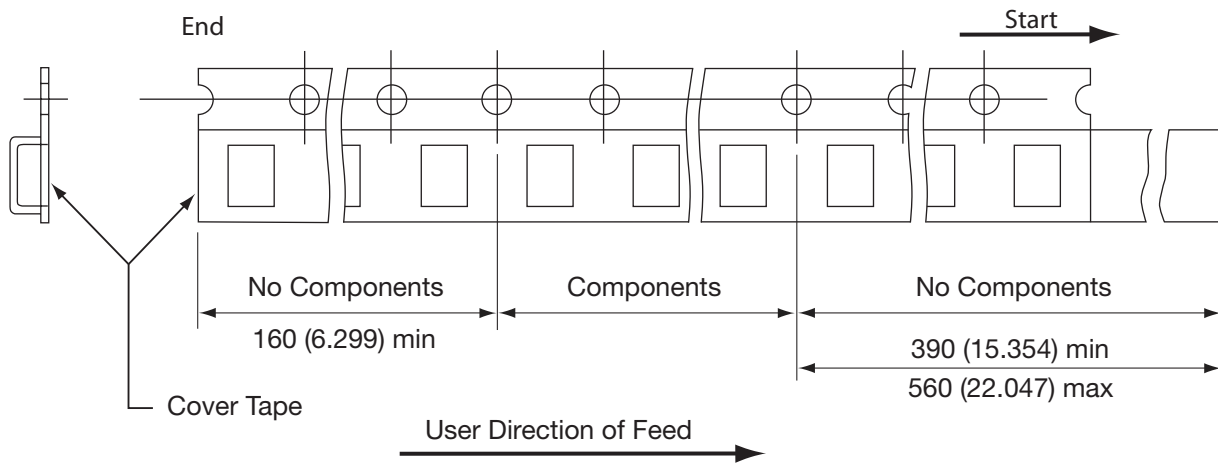 End
Start
No Components
Components
No Components
160 (6.299) min
390 (15.354) min
560 (22.047) max
Cover Tape
User Direction of Feed